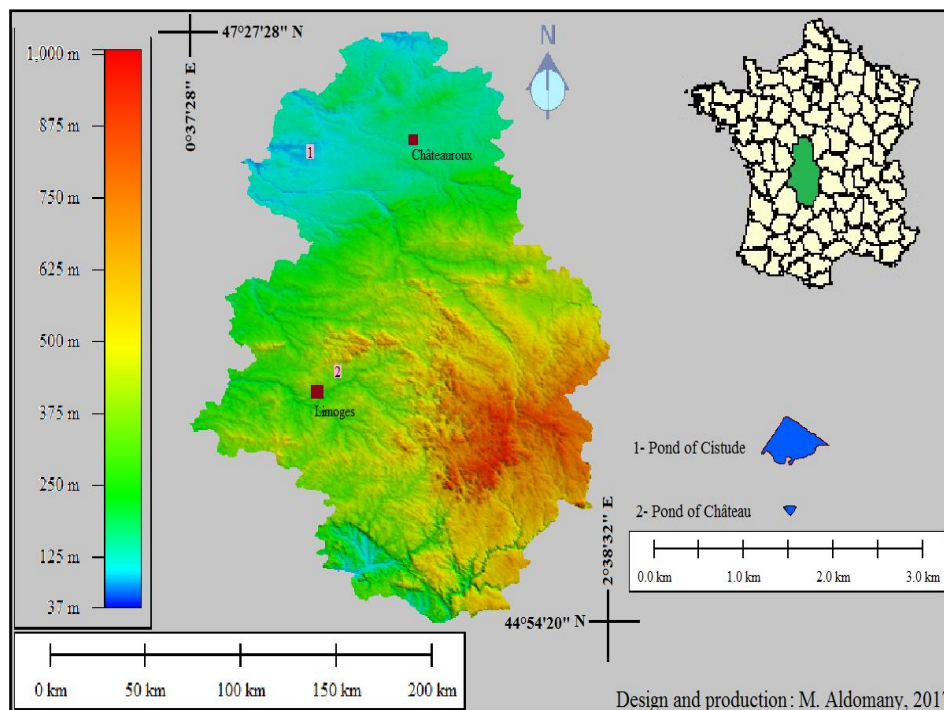 47°27'28" N
0°37'28" E
1,000 m
875 m
750 m
625 m
500 m
375 m
250 m
125 m
37 m
N
1
Châteauroux
2
Limoges
1- Pond of Cistude
2- Pond of Château
0.0 km 1.0 km 2.0 km 3.0 km
2°38'32" E
44°54'20" N
0 km 50 km 100 km 150 km 200 km
Design and production : M. Aldomany, 2017